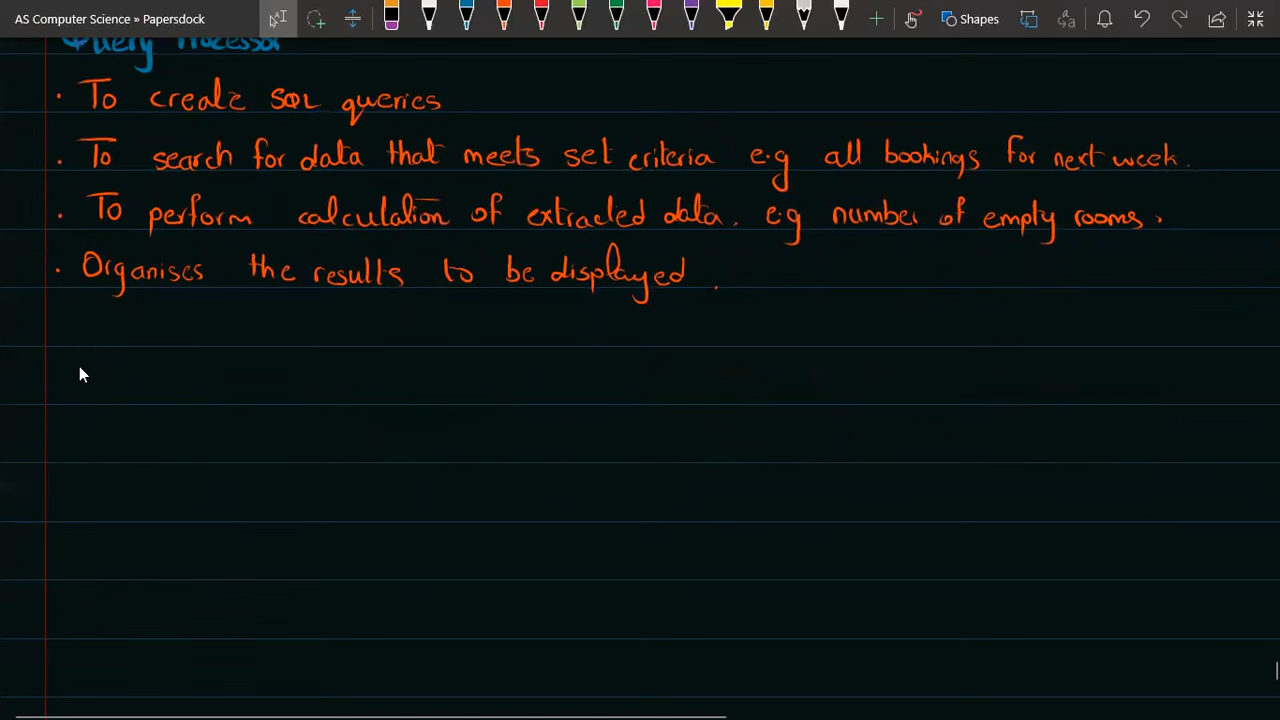 AS Computer Science » Papersdock
Shapes
Query Processor
· To create SQL queries
· To search for data that meets set criteria e.g all bookings for next week.
· To perform calculation of extracted data. e.g number of empty rooms.
· Organises the results to be displayed.